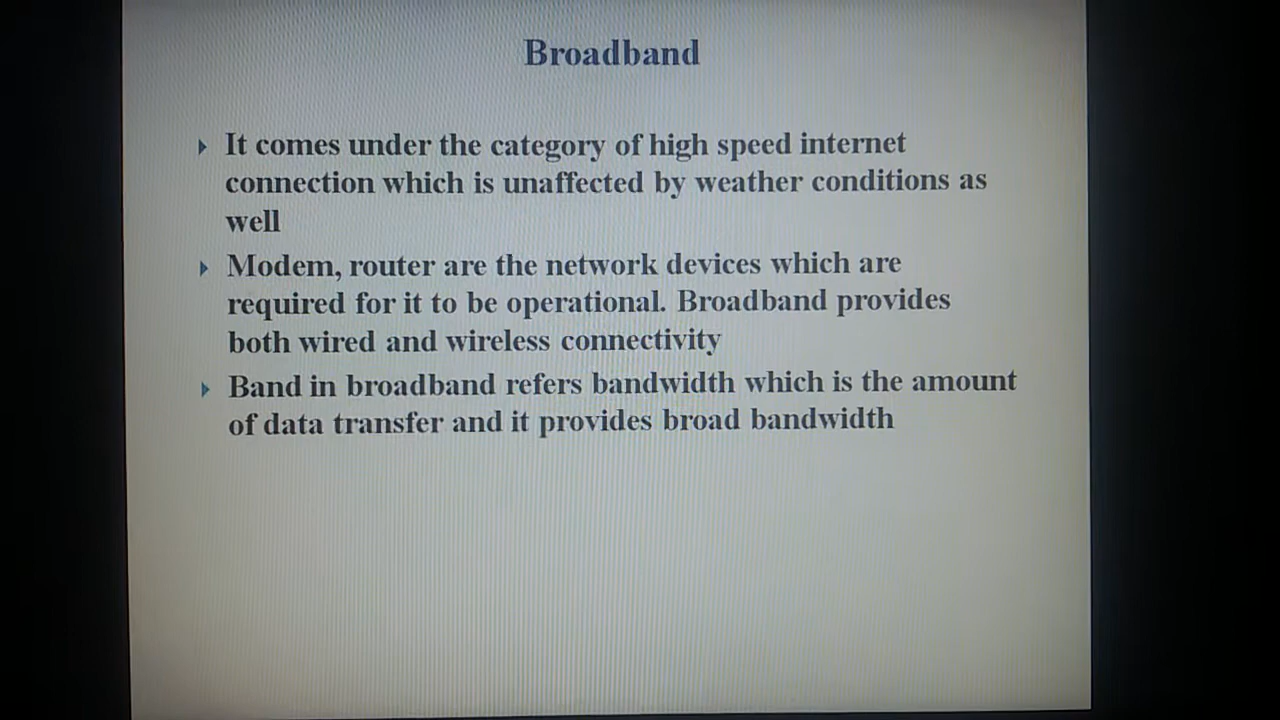 Broadband
It comes under the category of high speed internet
connection which is unaffected by weather conditions as
well
Modem, router are the network devices which are
required for it to be operational. Broadband provides
both wired and wireless connectivity
Band in broadband refers bandwidth which is the amount
of data transfer and it provides broad bandwidth